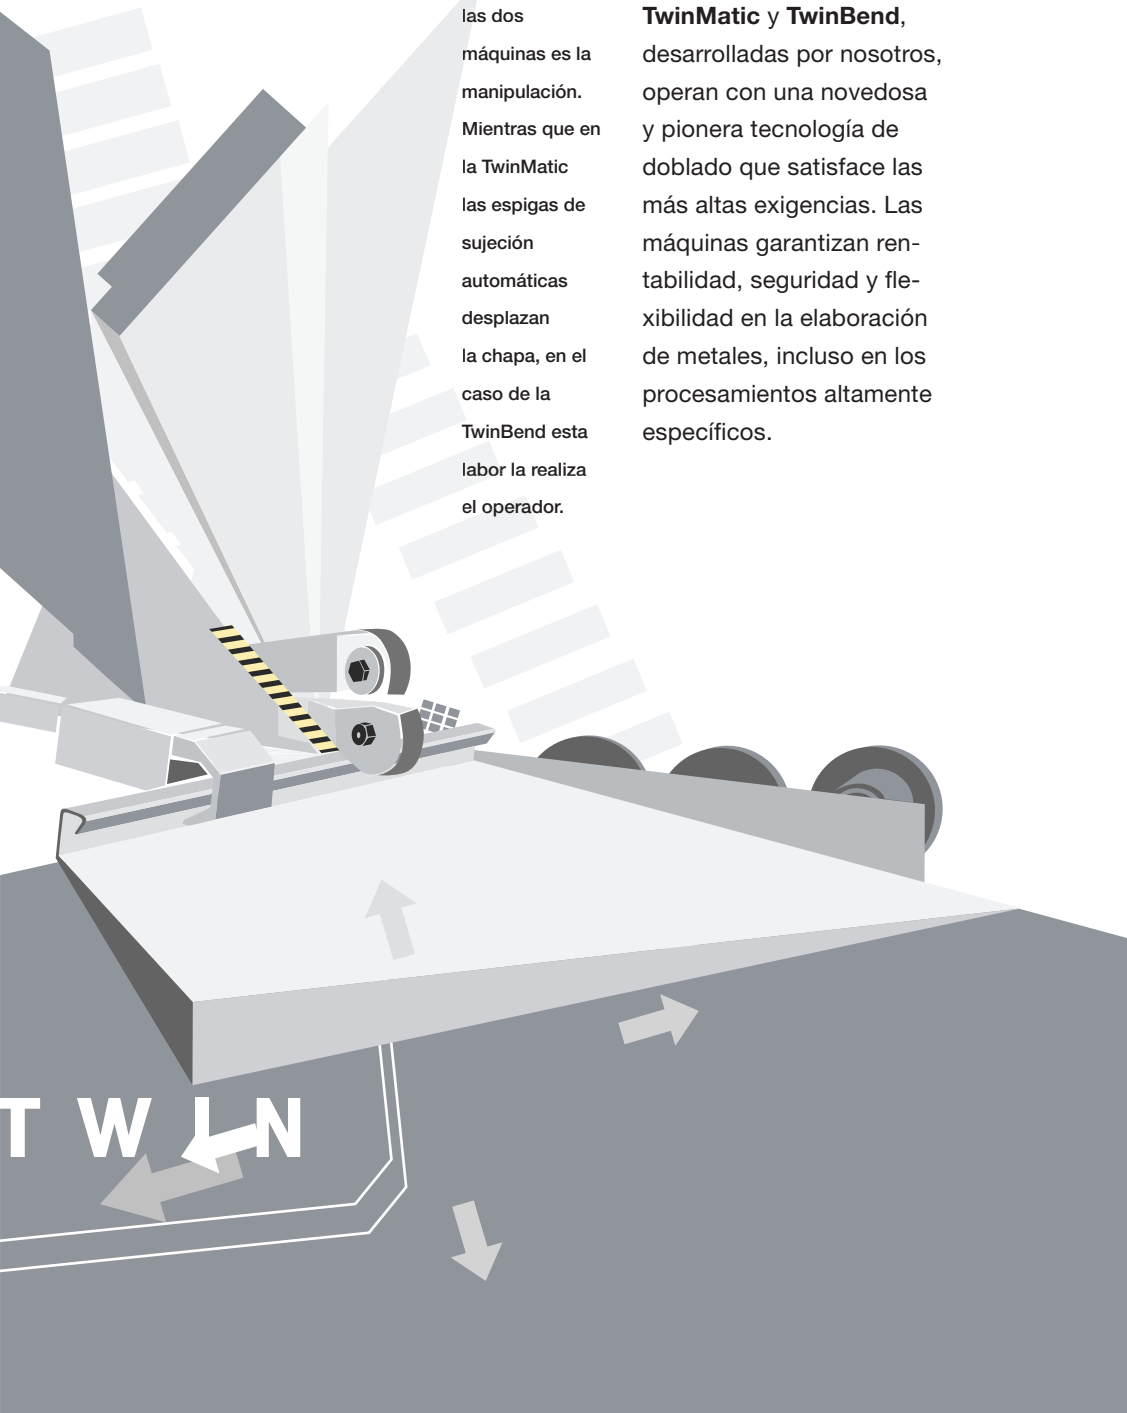 las dos
máquinas es la
manipulación.
Mientras que en
la TwinMatic
las espigas de
sujeción
automáticas
desplazan
la chapa, en el
caso de la
TwinBend esta
labor la realiza
el operador.
TwinMatic y TwinBend,
desarrolladas por nosotros,
operan con una novedosa
y pionera tecnología de
doblado que satisface las
más altas exigencias. Las
máquinas garantizan ren-
tabilidad, seguridad y fle-
xibilidad en la elaboración
de metales, incluso en los
procesamientos altamente
específicos.
TWIN